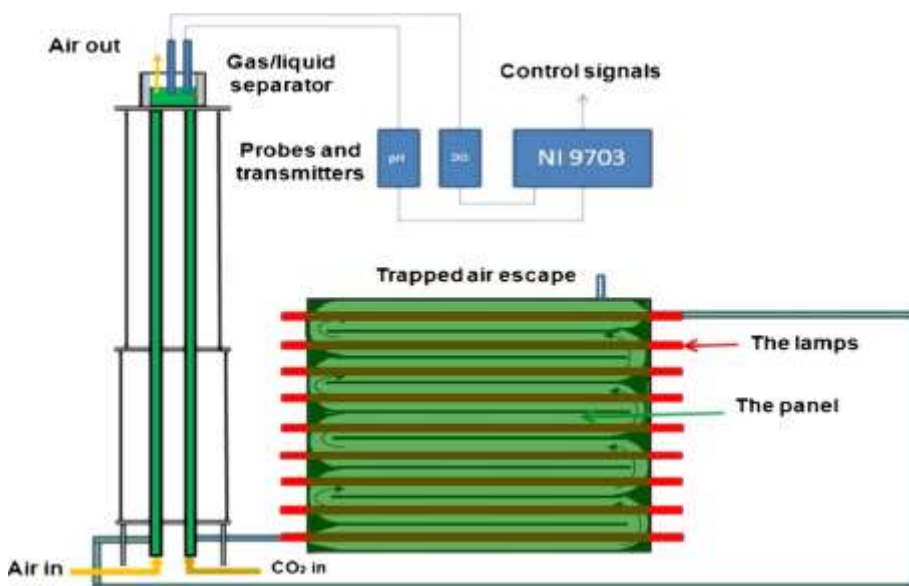 Air out
Gas/liquid
separator
Control signals
Probes and
transmitters
pH
DO
NI 9703
Trapped air escape
The lamps
The panel
Air in
CO₂ in